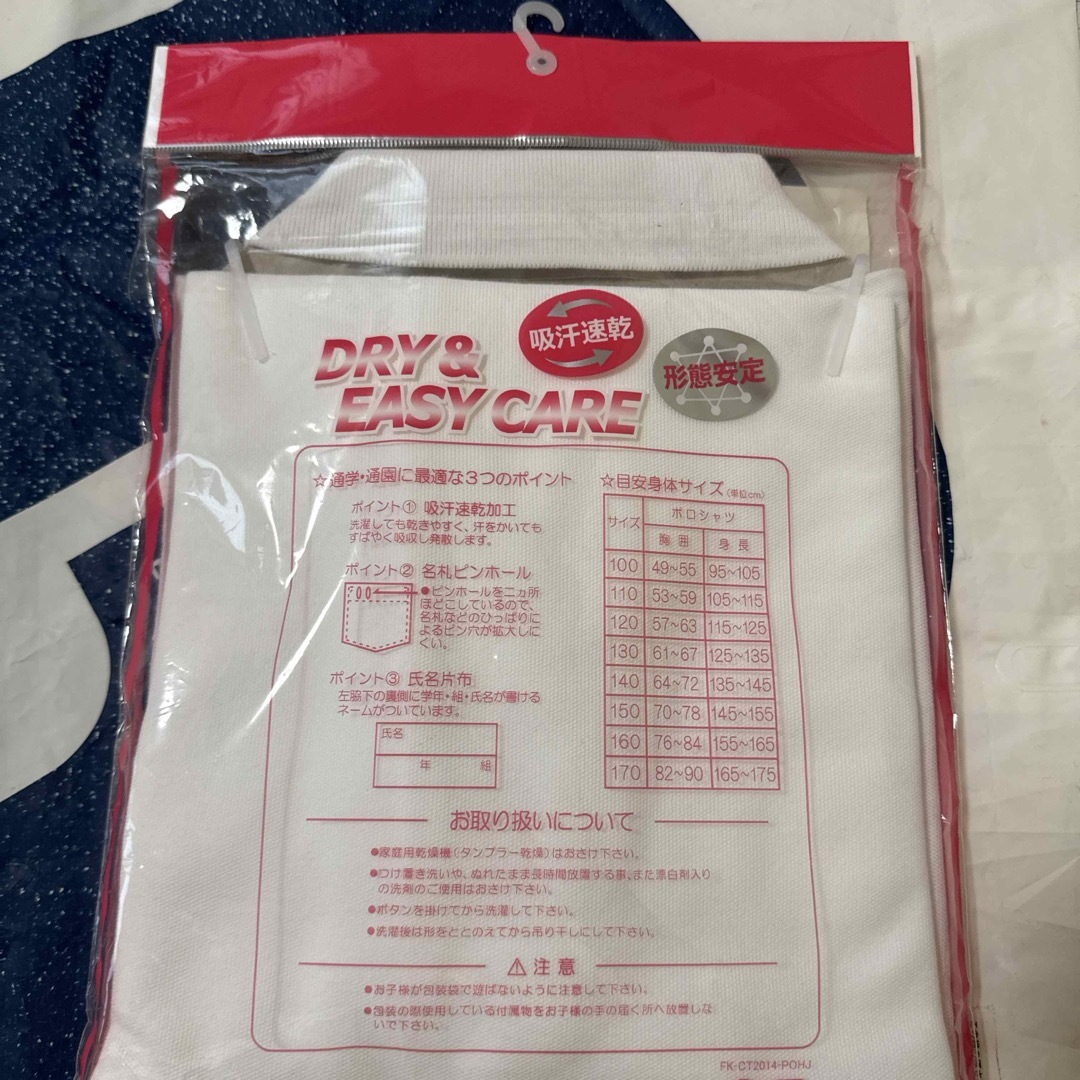 DRY &
EASY CARE
吸汗速乾
形態安定
☆通学・通園に最適な3つのポイント
ポイント① 吸汗速乾加工
洗濯しても乾きやすく、汗をかいても
すばやく吸収し発散します。
ポイント② 名札ピンホール
●ピンホールを二ヵ所
ほどこしているので、
名札などのひっぱりに
よるピン穴が拡大しに
くい。
ポイント③ 氏名片布
左脇下の裏側に学年・組・氏名が書ける
ネームがついています。
氏名
年 組
☆目安身体サイズ(単位cm)
サイズ ポロシャツ
胸囲 身長
100 49~55 95~105
110 53~59 105~115
120 57~63 115~125
130 61~67 125~135
140 64~72 135~145
150 70~78 145~155
160 76~84 155~165
170 82~90 165~175
お取り扱いについて
●家庭用乾燥機(タンブラー乾燥)はおさけ下さい。
●つけ置き洗いや、ぬれたまま長時間放置する事、また漂白剤入り
の洗剤のご使用はおさけ下さい。
●ボタンを掛けてから洗濯して下さい。
●洗濯後は形をととのえてから吊り干しにして下さい。
⚠注意
●お子様が包装袋で遊ばないように注意して下さい。
●包装の際使用している付属物をお子様の手の届く所へ放置しな
いで下さい。
FK-CT2014-POHJ